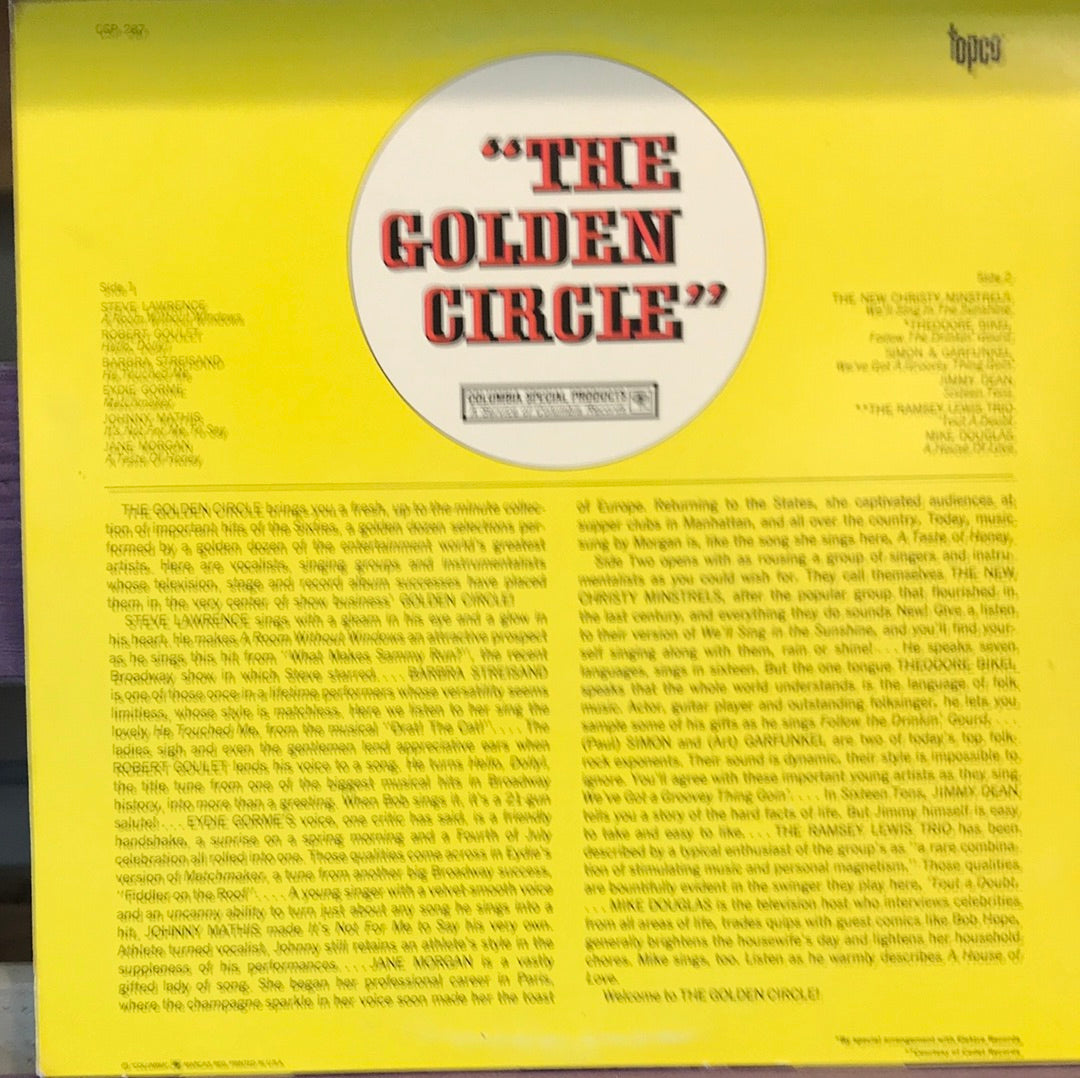 CSP 287
topco
“THE
GOLDEN
CIRCLE”
COLUMBIA SPECIAL PRODUCTS
A Service of Columbia Records
Side 1
STEVE LAWRENCE
A Room Without Windows
ROBERT GOULET
Hello, Dolly!
BARBRA STREISAND
He Touched Me
EYDIE GORME
Matchmaker
JOHNNY MATHIS
It's Not For Me To Say
JANE MORGAN
A Taste Of Honey
Side 2
THE NEW CHRISTY MINSTRELS
We'll Sing In The Sunshine
*THEODORE BIKEL
Follow The Drinkin' Gourd
SIMON & GARFUNKEL
We've Got A Groovey Thing Goin'
JIMMY DEAN
Sixteen Tons
**THE RAMSEY LEWIS TRIO
'Tout A Doubt
MIKE DOUGLAS
A House Of Love
THE GOLDEN CIRCLE brings you a fresh, up-to-the-minute collec-
tion of important hits of the Sixties, a golden dozen selections per-
formed by a golden dozen of the entertainment world's greatest
artists. Here are vocalists, singing groups and instrumentalists
whose television, stage and record album successes have placed
them in the very center of show business' GOLDEN CIRCLE!
STEVE LAWRENCE sings with a gleam in his eye and a glow in
his heart. He makes A Room Without Windows an attractive prospect
as he sings this hit from "What Makes Sammy Run?", the recent
Broadway show in which Steve starred.... BARBRA STREISAND
is one of those once in a lifetime performers whose versatility seems
limitless, whose style is matchless. Here we listen to her sing the
lovely He Touched Me, from the musical "Drat! The Cat!".... The
ladies sigh and even the gentlemen lend appreciative ears when
ROBERT GOULET lends his voice to a song. He turns Hello, Dolly!,
the title tune from one of the biggest musical hits in Broadway
history, into more than a greeting. When Bob sings it, it's a 21-gun
salute!.... EYDIE GORME'S voice, one critic has said, is a friendly
handshake, a sunrise on a spring morning and a Fourth of July
celebration all rolled into one. Those qualities come across in Eydie's
version of Matchmaker, a tune from another big Broadway success,
"Fiddler on the Roof".... A young singer with a velvet-smooth voice
and an uncanny ability to turn just about any song he sings into a
hit, JOHNNY MATHIS made It's Not For Me to Say his very own.
Athlete turned vocalist, Johnny still retains an athlete's style in the
suppleness of his performances.... JANE MORGAN is a vastly
gifted lady of song. She began her professional career in Paris,
where the champagne sparkle in her voice soon made her the toast
of Europe. Returning to the States, she captivated audiences at
supper clubs in Manhattan, and all over the country. Today, music
sung by Morgan is, like the song she sings here, A Taste of Honey.
Side Two opens with as rousing a group of singers and instru-
mentalists as you could wish for. They call themselves THE NEW
CHRISTY MINSTRELS, after the popular group that flourished in
the last century, and everything they do sounds New! Give a listen
to their version of We'll Sing in the Sunshine, and you'll find your-
self singing along with them, rain or shine!... He speaks seven
languages, sings in sixteen. But the one tongue THEODORE BIKEL
speaks that the whole world understands is the language of folk
music. Actor, guitar player and outstanding folksinger, he lets you
sample some of his gifts as he sings Follow the Drinkin' Gourd....
(Paul) SIMON and (Art) GARFUNKEL are two of today's top folk-
rock exponents. Their sound is dynamic, their style is impossible to
ignore. You'll agree with these important young artists as they sing
We've Got a Groovey Thing Goin'.... In Sixteen Tons, JIMMY DEAN
tells you a story of the hard facts of life. But Jimmy himself is easy
to take and easy to like.... THE RAMSEY LEWIS TRIO has been
described by a typical enthusiast of the group's as "a rare combina-
tion of stimulating music and personal magnetism." Those qualities
are bountifully evident in the swinger they play here, 'Tout a Doubt.
... MIKE DOUGLAS is the television host who interviews celebrities
from all areas of life, trades quips with guest comics like Bob Hope,
generally brightens the housewife's day and lightens her household
chores. Mike sings, too. Listen as he warmly describes A House of
Love.
Welcome to THE GOLDEN CIRCLE!
*By special arrangement with Elektra Records
**Courtesy of Cadet Records
® COLUMBIA, MARCAS REG. PRINTED IN U.S.A.